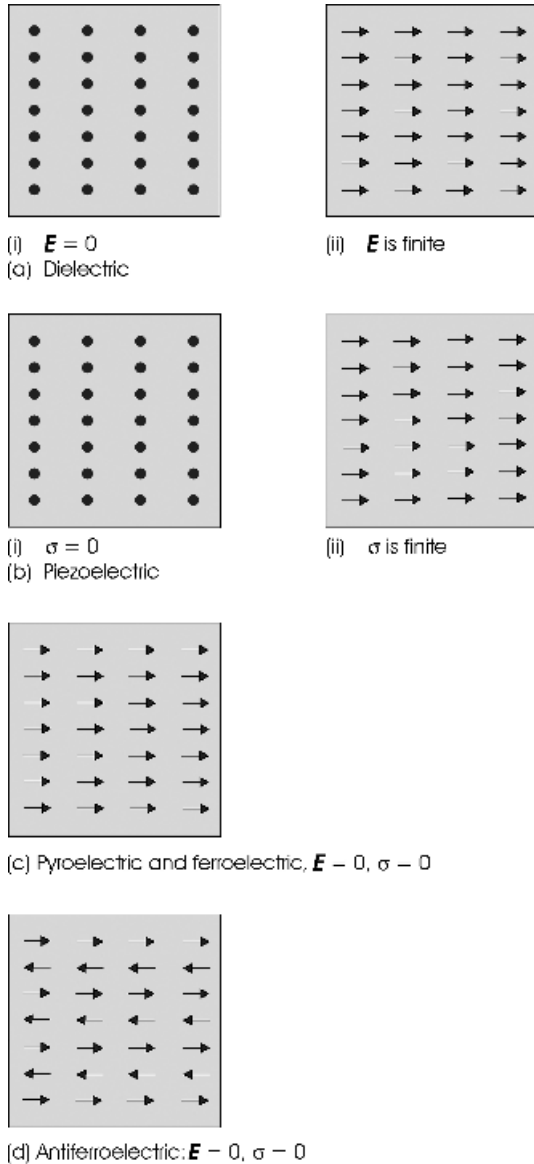 (i) E = 0
(ii) E is finite
(a) Dielectric
(i) σ = 0
(ii) σ is finite
(b) Piezoelectric
(c) Pyroelectric and ferroelectric, E – 0, σ – 0
(d) Antiferroelectric: E – 0, σ – 0